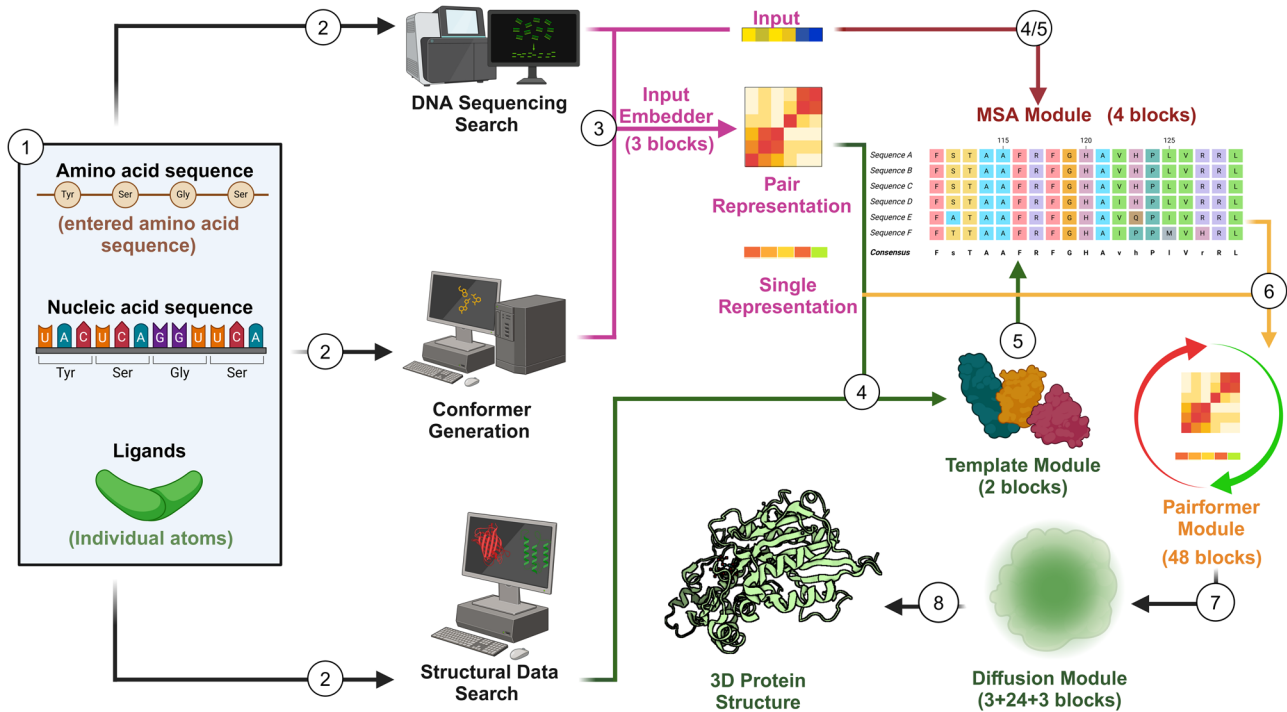 1
Amino acid sequence
Tyr Ser Gly Ser
(entered amino acid
sequence)
Nucleic acid sequence
U A C U C A G G U U C A
Tyr Ser Gly Ser
Ligands
(Individual atoms)
2
DNA Sequencing
Search
2
Conformer
Generation
2
Structural Data
Search
3
Input
Input
Embedder
(3 blocks)
Pair
Representation
Single
Representation
4/5
MSA Module (4 blocks)
115 120 125
Sequence A F S T A A F R F G H A V H P L V R R L
Sequence B F S T A A F R F G H A V H P L V R R L
Sequence C F S T A A F R F G H A V H P L V R R L
Sequence D F S T A A F R F G H A I H P L V R R L
Sequence E F A T A A F R F G H A V Q P I V R R L
Sequence F F T T A A F R F G H A I P P M V H R L
Consensus F s T A A F R F G H A v h P l V r R L
4
5
Template Module
(2 blocks)
6
Pairformer
Module
(48 blocks)
7
Diffusion Module
(3+24+3 blocks)
8
3D Protein
Structure